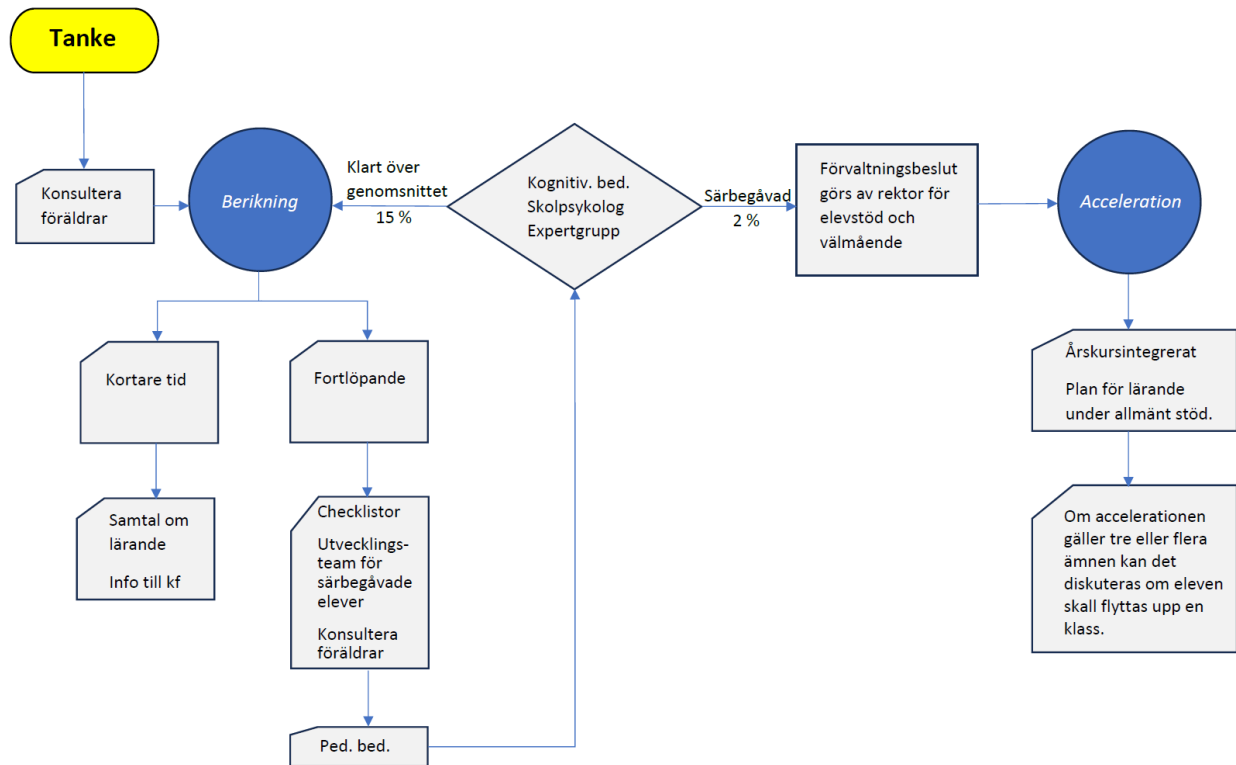 Tanke
Konsultera
föräldrar
Berikning
Klart över
genomsnittet
15 %
Kognitiv. bed.
Skolpsykolog
Expertgrupp
Särbegåvad
2 %
Förvaltningsbeslut
görs av rektor för
elevstöd och
välmående
Acceleration
Kortare tid
Fortlöpande
Årskursintegrerat
Plan för lärande
under allmänt stöd.
Samtal om
lärande
Info till kf
Checklistor
Utvecklings-
team för
särbegåvade
elever
Konsultera
föräldrar
Om accelerationen
gäller tre eller flera
ämnen kan det
diskuteras om eleven
skall flyttas upp en
klass.
Ped. bed.